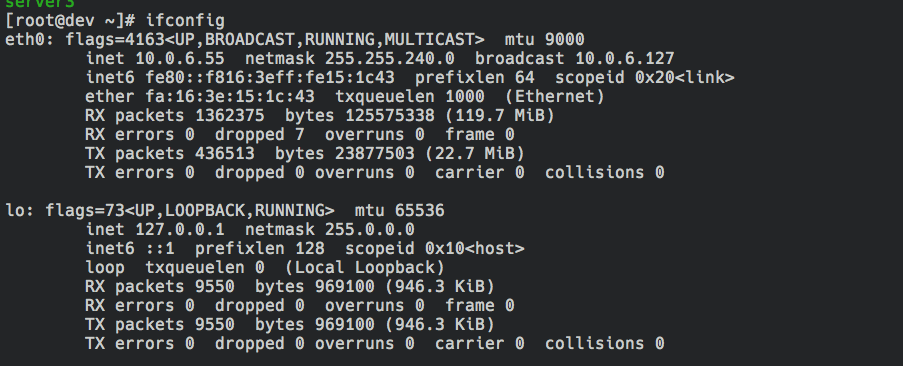 server3
[root@dev ~]# ifconfig
eth0: flags=4163<UP,BROADCAST,RUNNING,MULTICAST>  mtu 9000
        inet 10.0.6.55  netmask 255.255.240.0  broadcast 10.0.6.127
        inet6 fe80::f816:3eff:fe15:1c43  prefixlen 64  scopeid 0x20<link>
        ether fa:16:3e:15:1c:43  txqueuelen 1000  (Ethernet)
        RX packets 1362375  bytes 125575338 (119.7 MiB)
        RX errors 0  dropped 7  overruns 0  frame 0
        TX packets 436513  bytes 23877503 (22.7 MiB)
        TX errors 0  dropped 0 overruns 0  carrier 0  collisions 0

lo: flags=73<UP,LOOPBACK,RUNNING>  mtu 65536
        inet 127.0.0.1  netmask 255.0.0.0
        inet6 ::1  prefixlen 128  scopeid 0x10<host>
        loop  txqueuelen 0  (Local Loopback)
        RX packets 9550  bytes 969100 (946.3 KiB)
        RX errors 0  dropped 0  overruns 0  frame 0
        TX packets 9550  bytes 969100 (946.3 KiB)
        TX errors 0  dropped 0 overruns 0  carrier 0  collisions 0